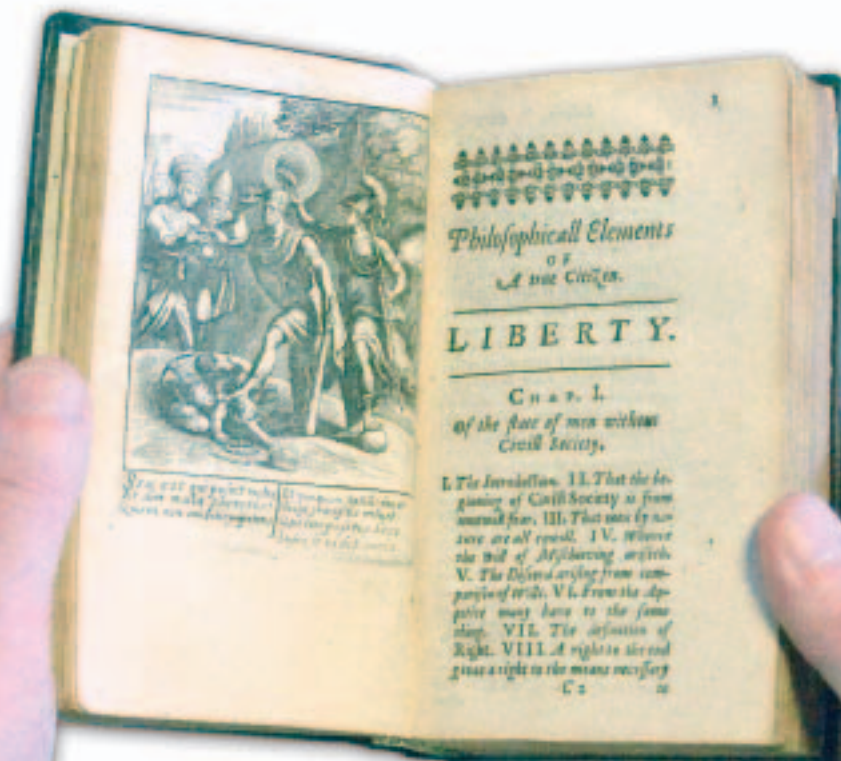 1
Philoſophicall Elements
OF
A true Citizen.
LIBERTY.
CHAP. I.
Of the ſtate of men without
Civill Society.
I. The Introduction. II. That the be-
ginning of Civill Society is from
mutuall fear. III. That men by na-
ture are all equall. IV. Whence
the will of Miſchieving ariſeth.
V. The Diſcord ariſing from com-
pariſon of wits. VI. From the Ap-
petite many have to the ſame
thing. VII. The definition of
Right. VIII. A right to the end
gives a right to the means neceſſary
C 2 to